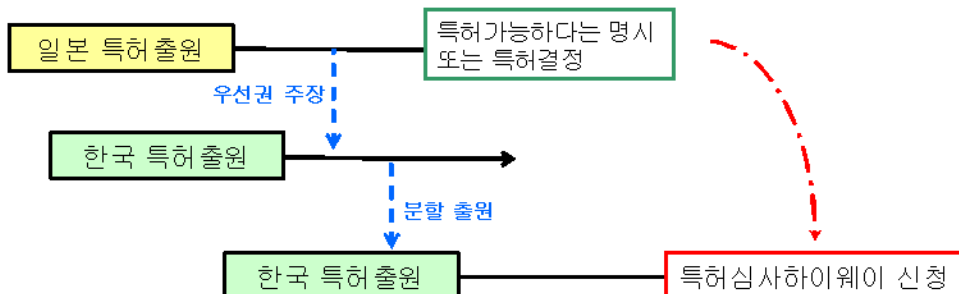 일본 특허출원
특허가능하다는 명시
또는 특허결정
우선권 주장
한국 특허출원
분할 출원
한국 특허출원
특허심사하이웨이 신청